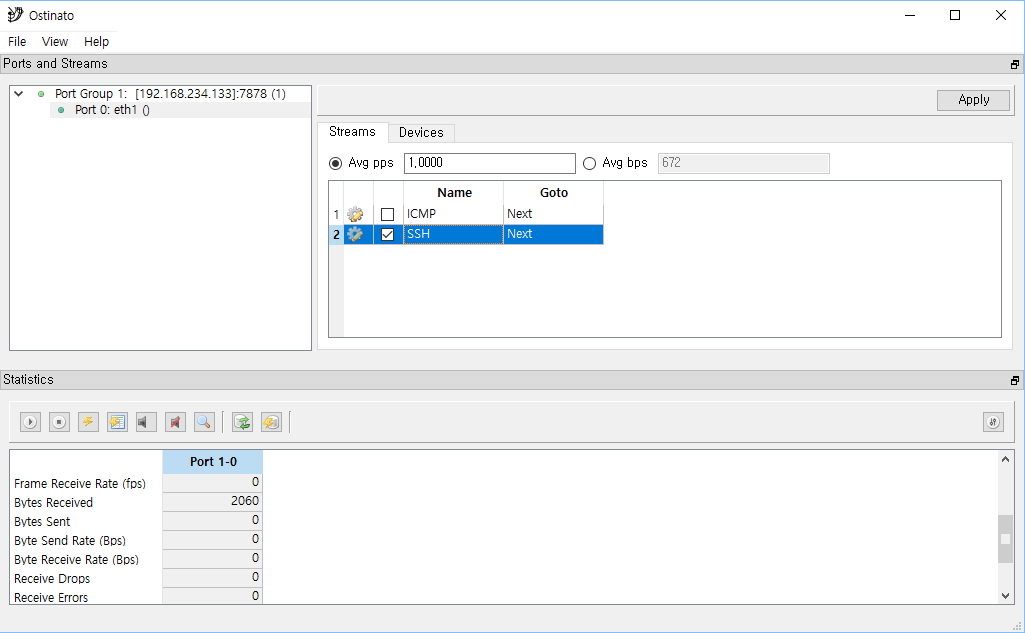 Ostinato
File View Help
Ports and Streams
Port Group 1: [192.168.234.133]:7878 (1)
Port 0: eth1 ()
Apply
Streams Devices
Avg pps 1,0000 Avg bps 672
Name Goto
1 ICMP Next
2 SSH Next
Statistics
Port 1-0
Frame Receive Rate (fps) 0
Bytes Received 2060
Bytes Sent 0
Byte Send Rate (Bps) 0
Byte Receive Rate (Bps) 0
Receive Drops 0
Receive Errors 0